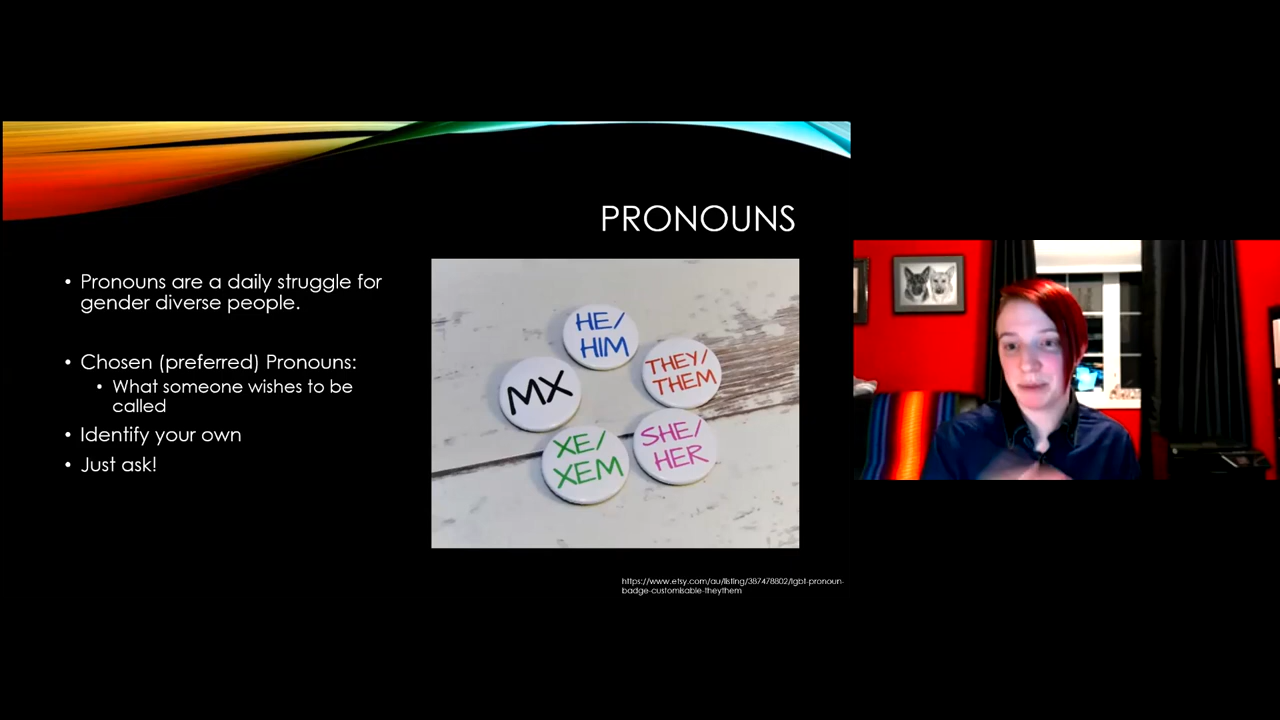 PRONOUNS
• Pronouns are a daily struggle for
gender diverse people.
• Chosen (preferred) Pronouns:
• What someone wishes to be
called
• Identify your own
• Just ask!
HE/
HIM
THEY/
THEM
MX
XE/
XEM
SHE/
HER
https://www.etsy.com/au/listing/387478802/lgbt-pronoun-
badge-customisable-theythem